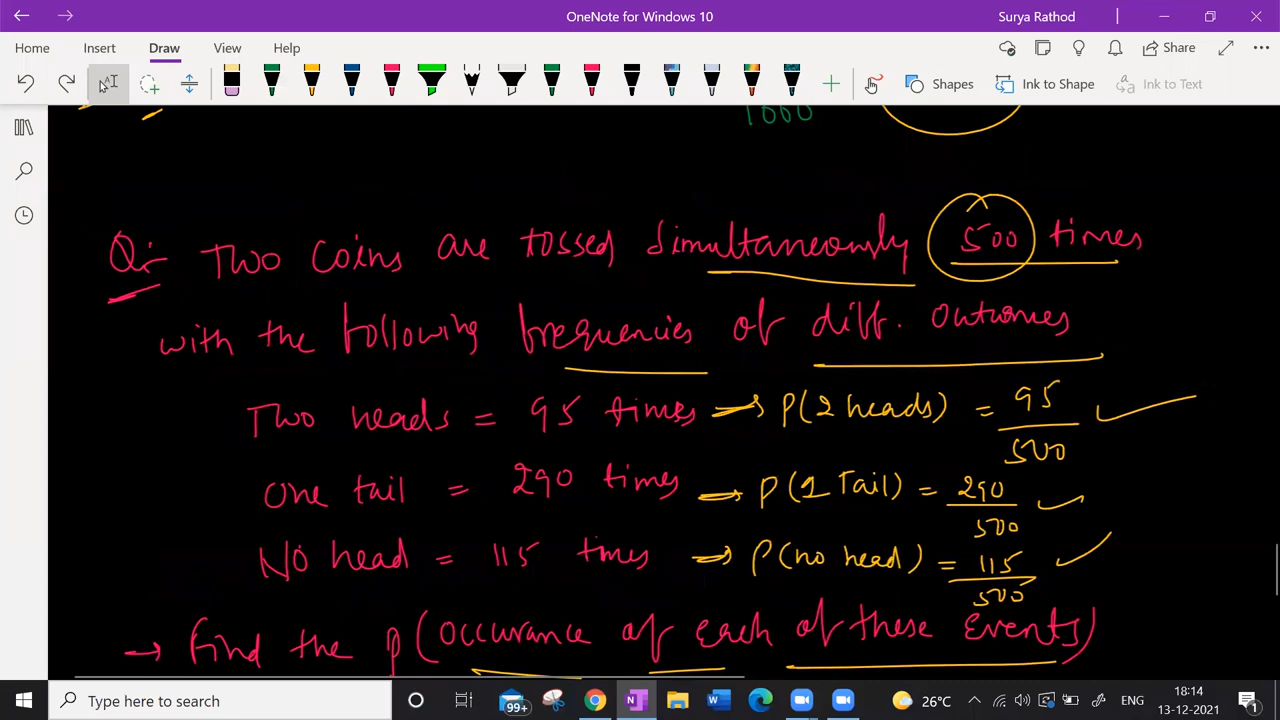 OneNote for Windows 10
Surya Rathod
Home Insert Draw View Help
Share
Shapes Ink to Shape Ink to Text
1000
Q:- Two Coins are tossed Simultaneously 500 times
with the following frequencies of diff. Outcomes
Two heads = 95 times → P(2 heads) = 95/500
One tail = 290 times → P(1 Tail) = 290/500
No head = 115 times → P(no head) = 115/500
→ Find the P(occurance of each of these events)
Type here to search
99+
26°C
ENG
18:14
13-12-2021
1